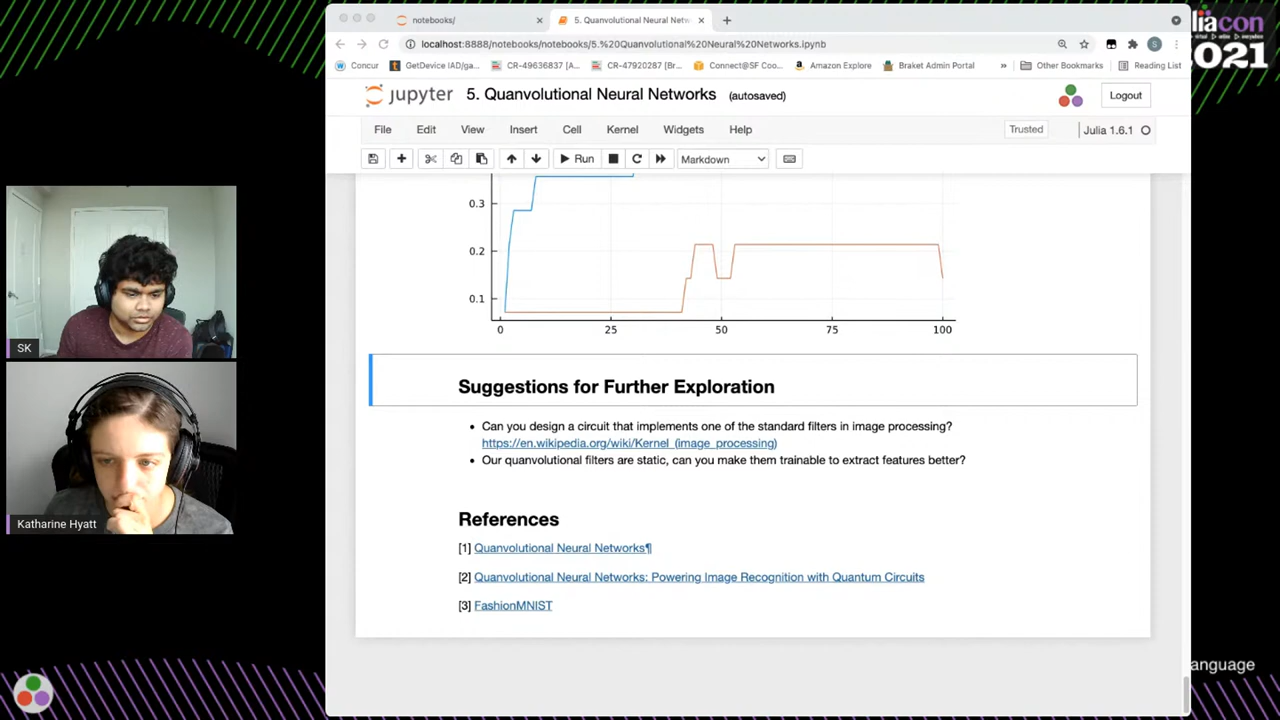 notebooks/
5. Quanvolutional Neural Netw
liacon
2021
localhost:8888/notebooks/notebooks/5.%20Quanvolutional%20Neural%20Networks.ipynb
S
Concur
GetDevice IAD/ga...
CR-49636837 [A...
CR-47920287 [Br...
Connect@SF Coo...
Amazon Explore
Braket Admin Portal
»
Other Bookmarks
Reading List
jupyter
5. Quanvolutional Neural Networks (autosaved)
Logout
File Edit View Insert Cell Kernel Widgets Help
Trusted
Julia 1.6.1
Run
Markdown
0.3
0.2
0.1
0 25 50 75 100
SK
Katharine Hyatt
Suggestions for Further Exploration
• Can you design a circuit that implements one of the standard filters in image processing?
https://en.wikipedia.org/wiki/Kernel_(image_processing)
• Our quanvolutional filters are static, can you make them trainable to extract features better?
References
[1] Quanvolutional Neural Networks¶
[2] Quanvolutional Neural Networks: Powering Image Recognition with Quantum Circuits
[3] FashionMNIST
anguage